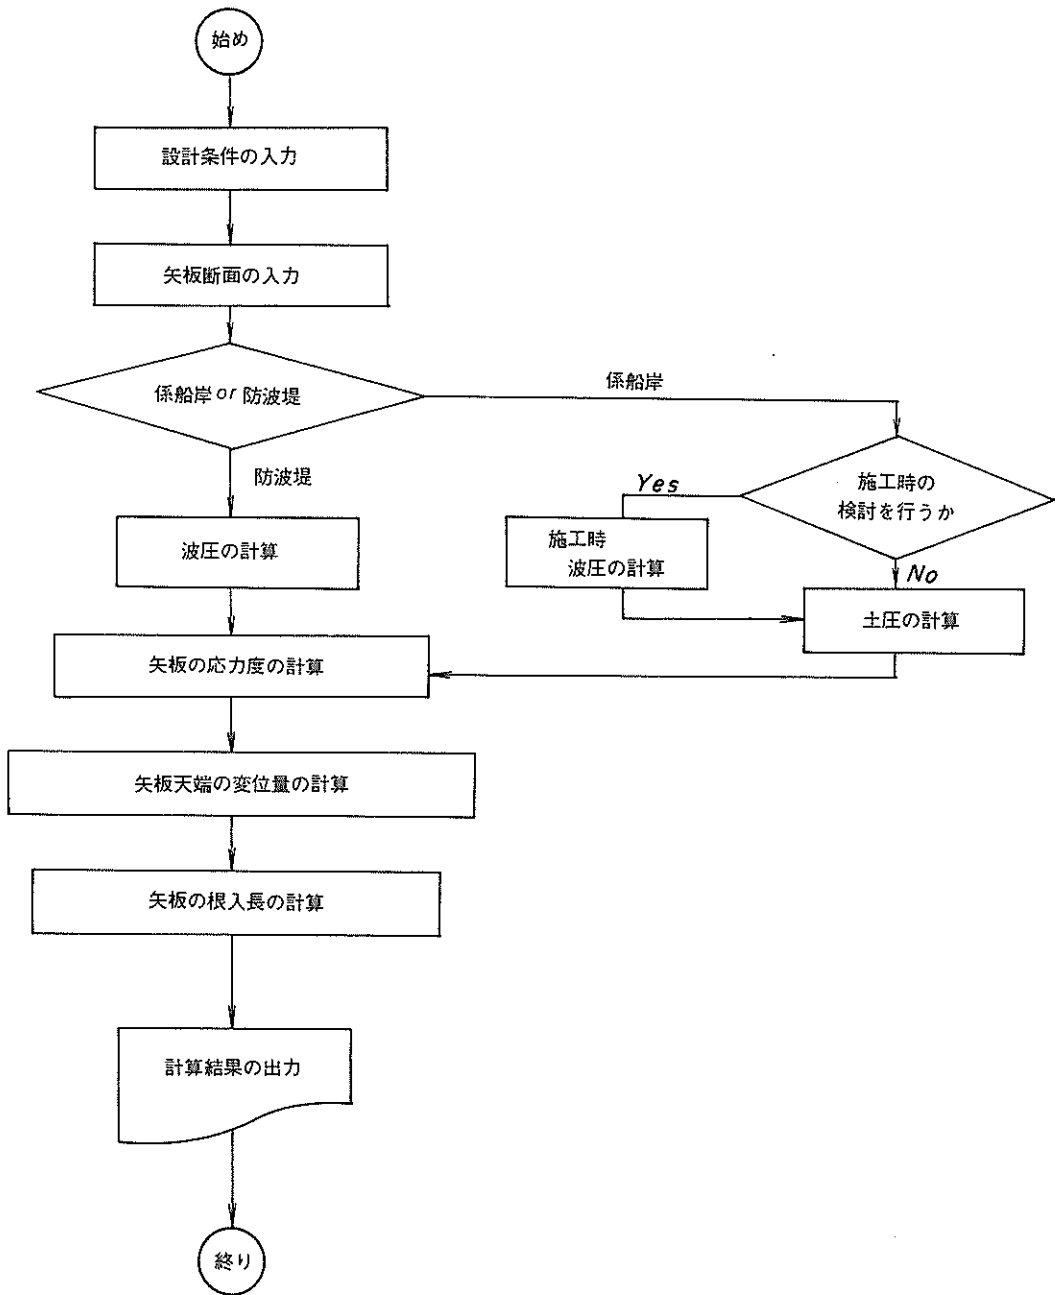 始め
設計条件の入力
矢板断面の入力
係船岸 or 防波堤
係船岸
防波堤
施工時の
検討を行うか
Yes
No
波圧の計算
施工時
波圧の計算
土圧の計算
矢板の応力度の計算
矢板天端の変位量の計算
矢板の根入長の計算
計算結果の出力
終り